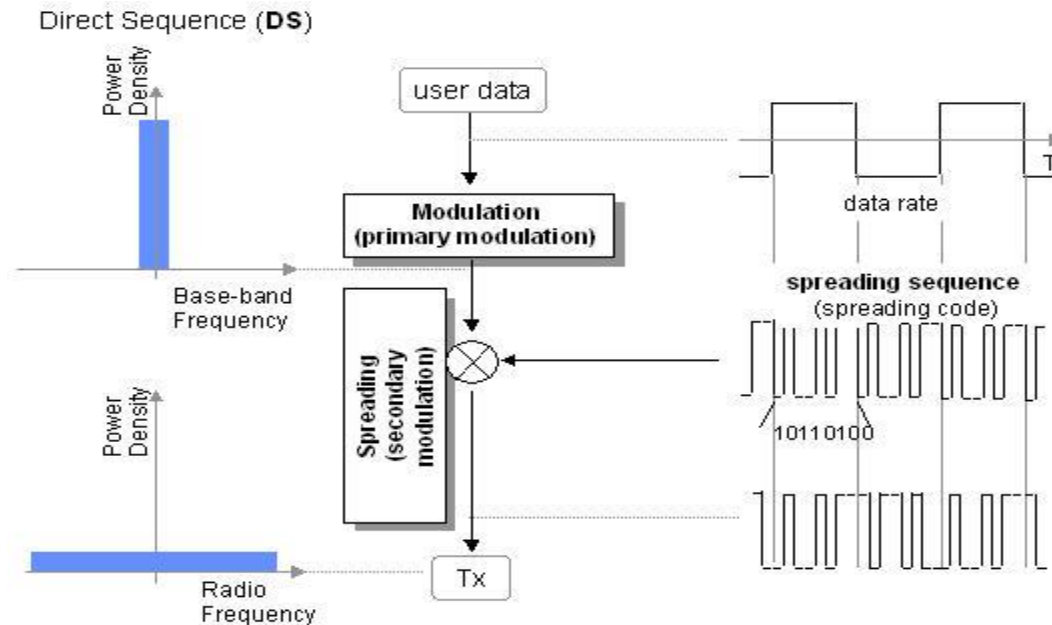 Direct Sequence (DS)
Power
Density
user data
T
Modulation
(primary modulation)
data rate
Base-band
Frequency
spreading sequence
(spreading code)
Spreading
(secondary
modulation)
10110100
Power
Density
Tx
Radio
Frequency